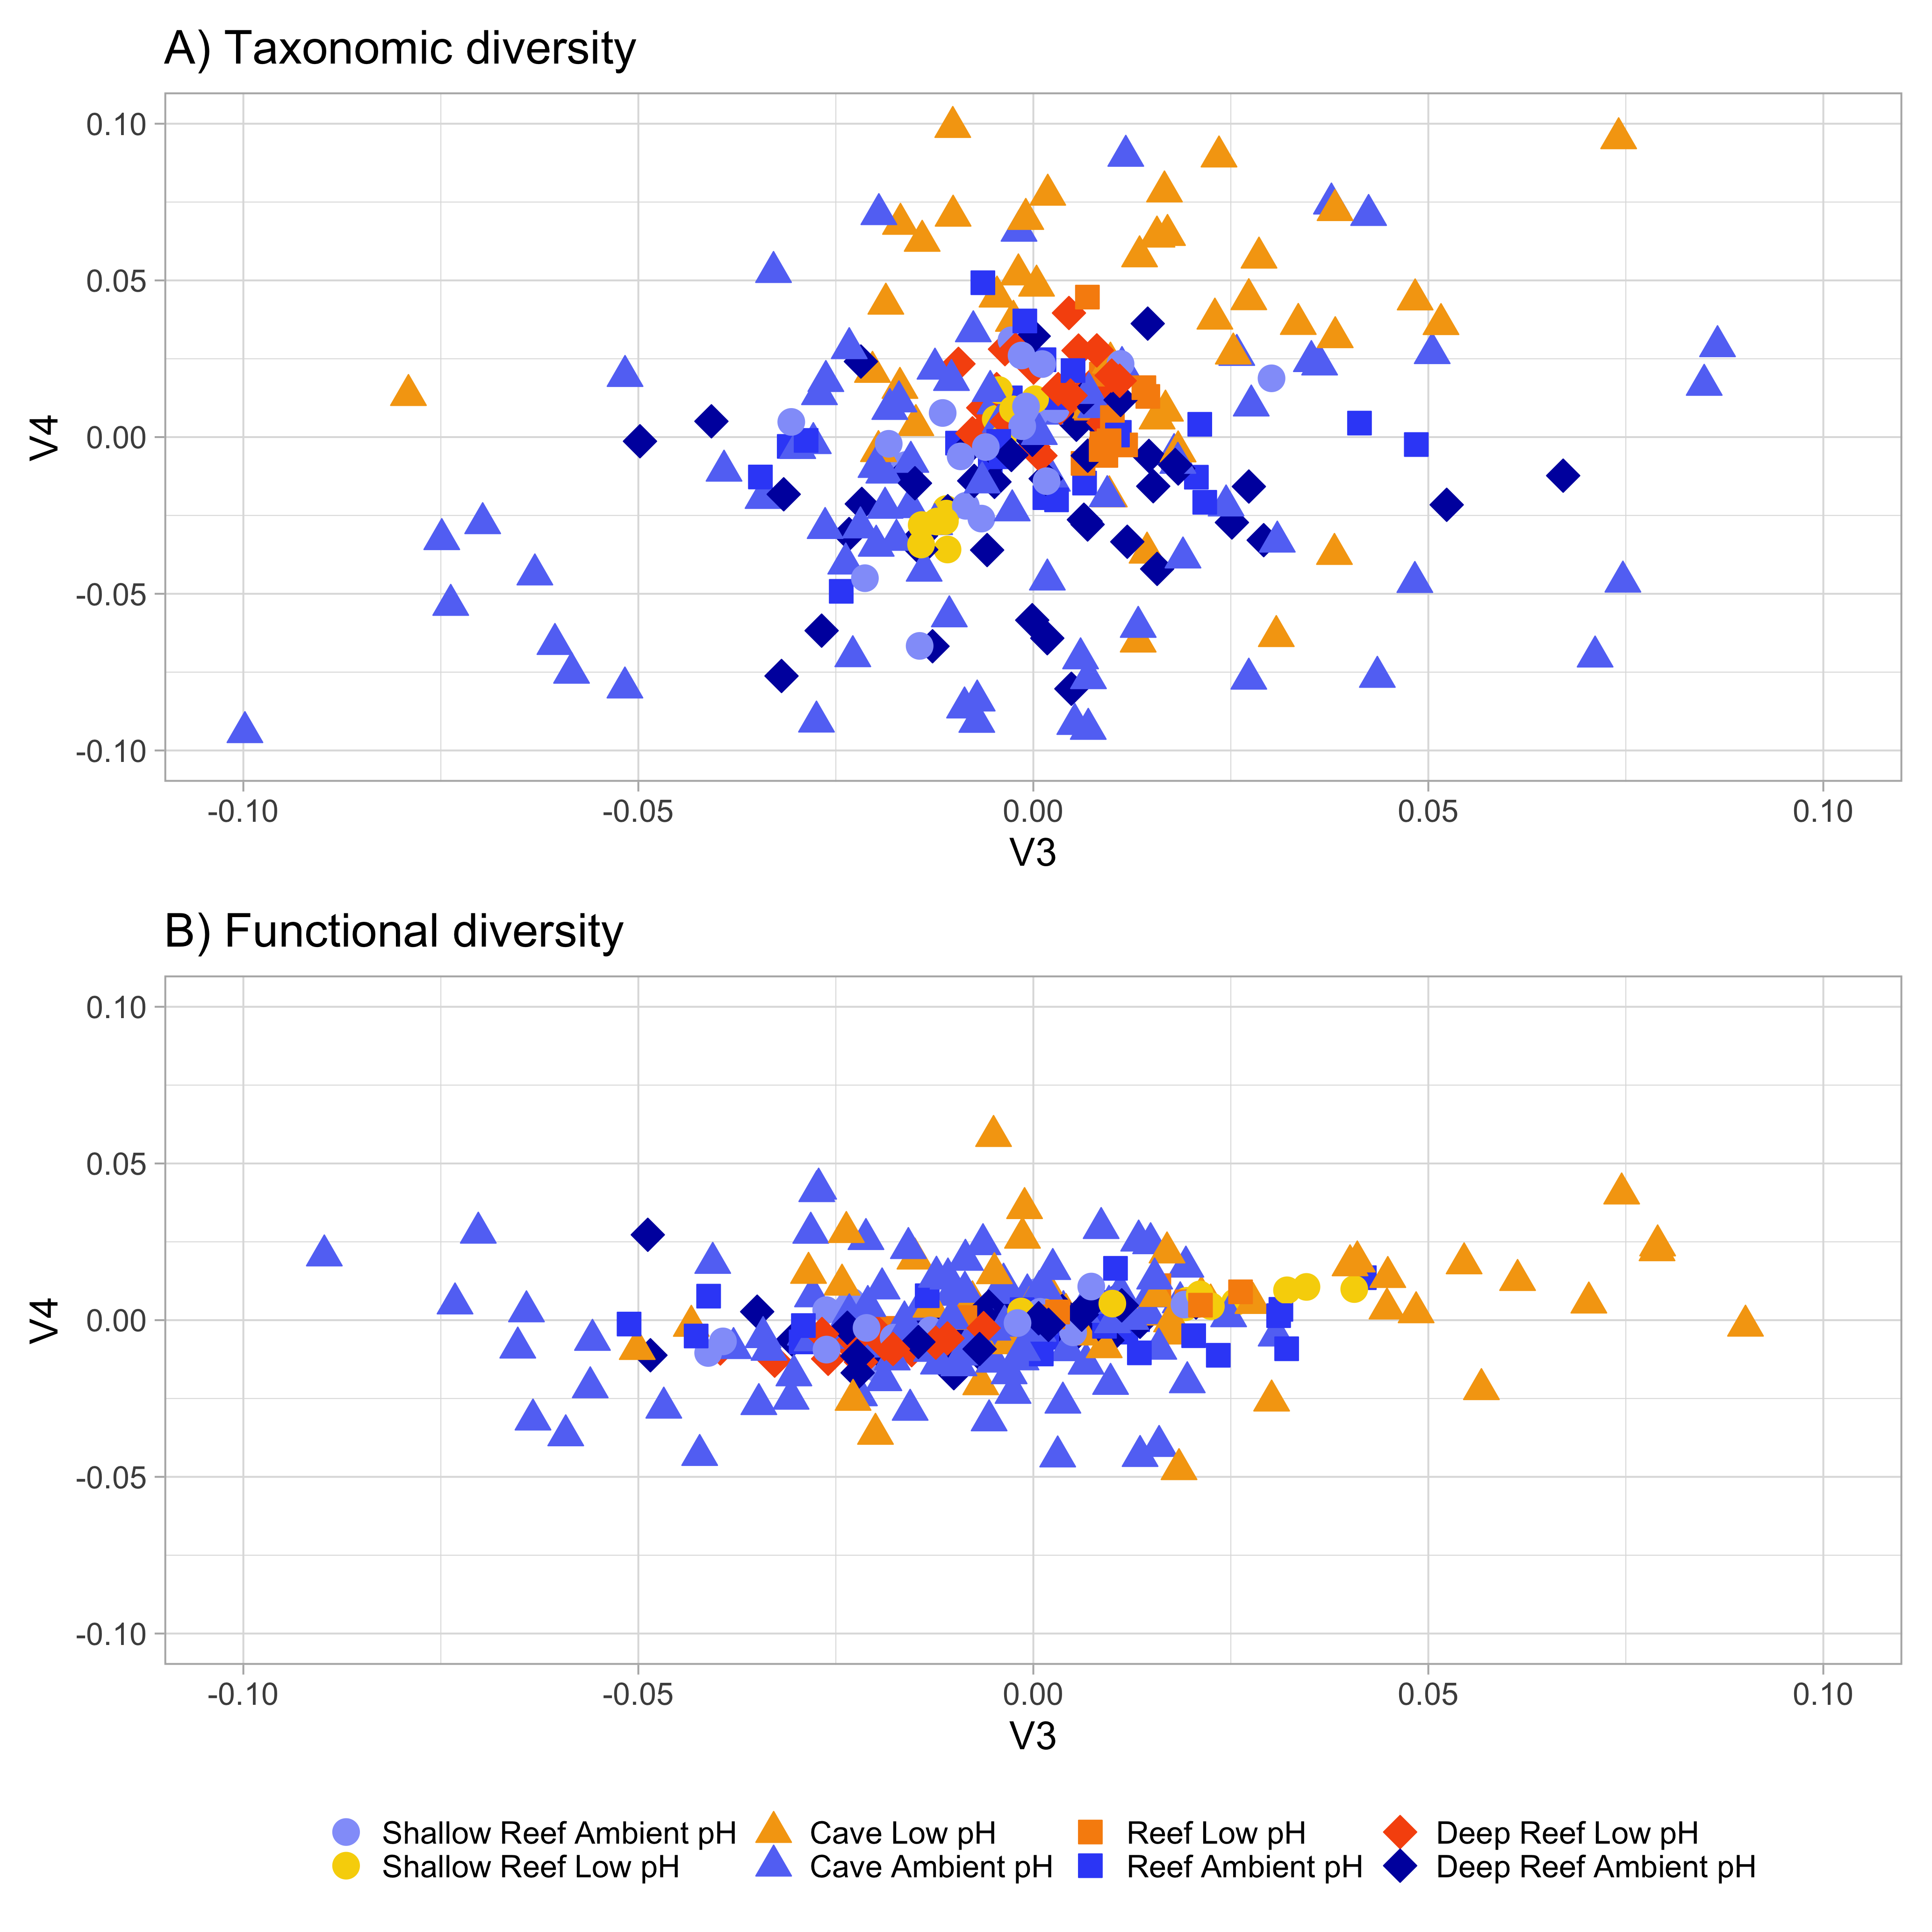 A) Taxonomic diversity
0.10
0.05
0.00
-0.05
-0.10
V4
-0.10 -0.05 0.00 0.05 0.10
V3
B) Functional diversity
0.10
0.05
0.00
-0.05
-0.10
V4
-0.10 -0.05 0.00 0.05 0.10
V3
Shallow Reef Ambient pH Cave Low pH Reef Low pH Deep Reef Low pH
Shallow Reef Low pH Cave Ambient pH Reef Ambient pH Deep Reef Ambient pH